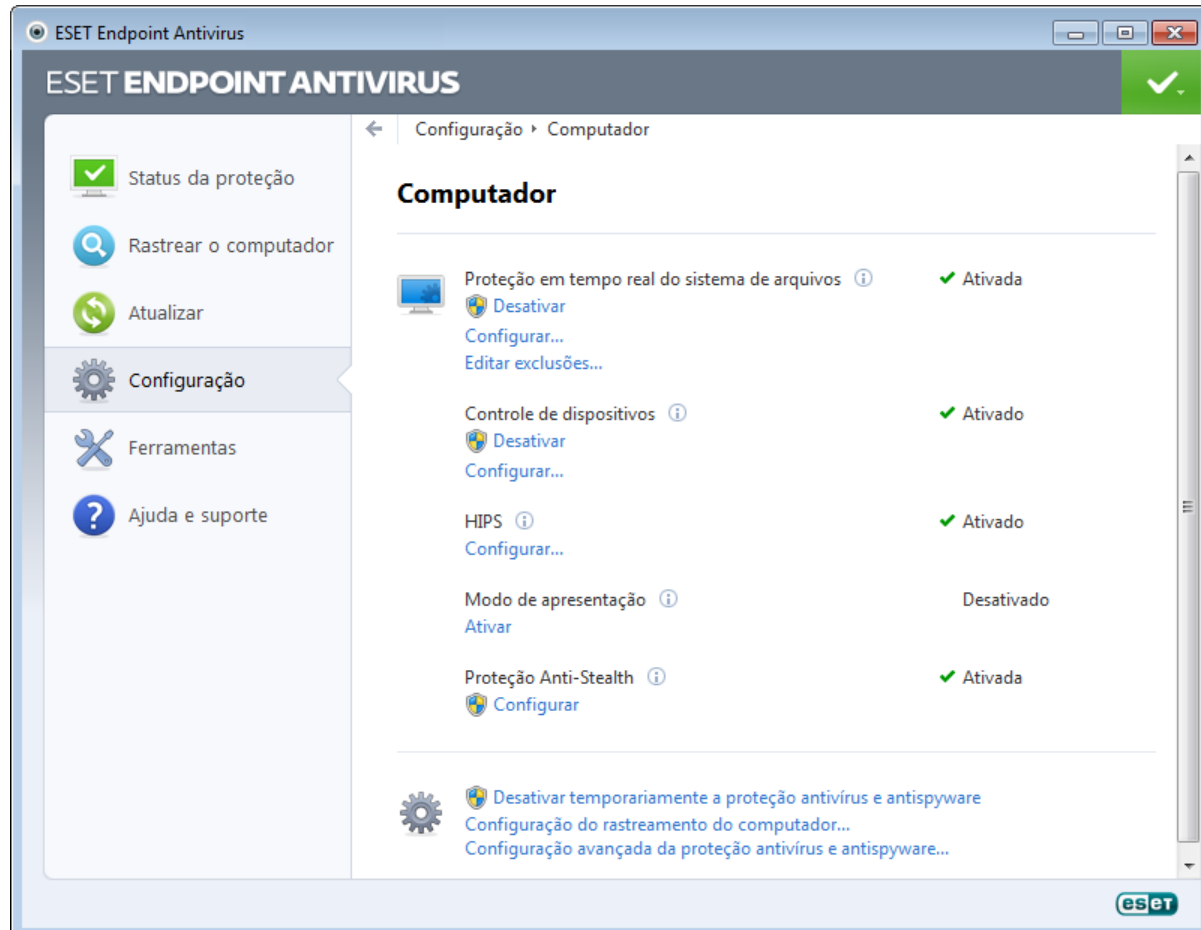 ESET Endpoint Antivirus
ESET ENDPOINT ANTIVIRUS
Status da proteção
Rastrear o computador
Atualizar
Configuração
Ferramentas
Ajuda e suporte
Configuração Computador
Computador
Proteção em tempo real do sistema de arquivos Ativada
Desativar
Configurar...
Editar exclusões...
Controle de dispositivos Ativado
Desativar
Configurar...
HIPS Ativado
Configurar...
Modo de apresentação Desativado
Ativar
Proteção Anti-Stealth Ativada
Configurar
Desativar temporariamente a proteção antivírus e antispyware
Configuração do rastreamento do computador...
Configuração avançada da proteção antivírus e antispyware...
eset